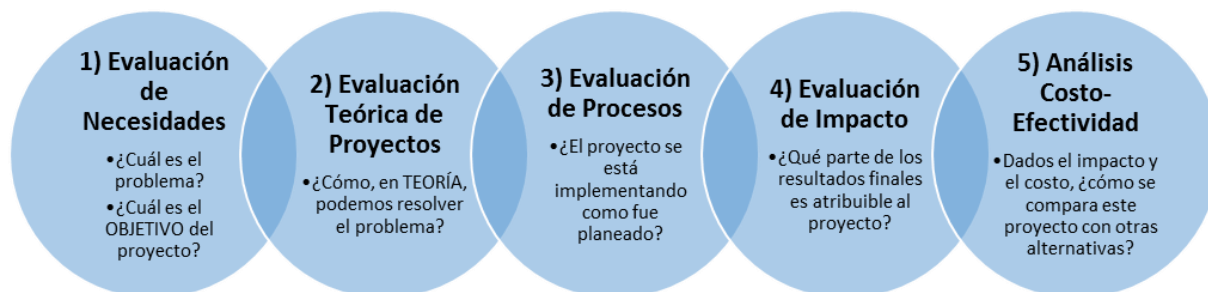 1) Evaluación
de
Necesidades
•¿Cuál es el
problema?
•¿Cuál es el
OBJETIVO del
proyecto?
2) Evaluación
Teórica de
Proyectos
•¿Cómo, en TEORÍA,
podemos resolver
el problema?
3) Evaluación
de Procesos
•¿El proyecto se
está
implementando
como fue
planeado?
4) Evaluación
de Impacto
•¿Qué parte de los
resultados finales
es atribuible al
proyecto?
5) Análisis
Costo-
Efectividad
•Dados el impacto y
el costo, ¿cómo se
compara este
proyecto con otras
alternativas?